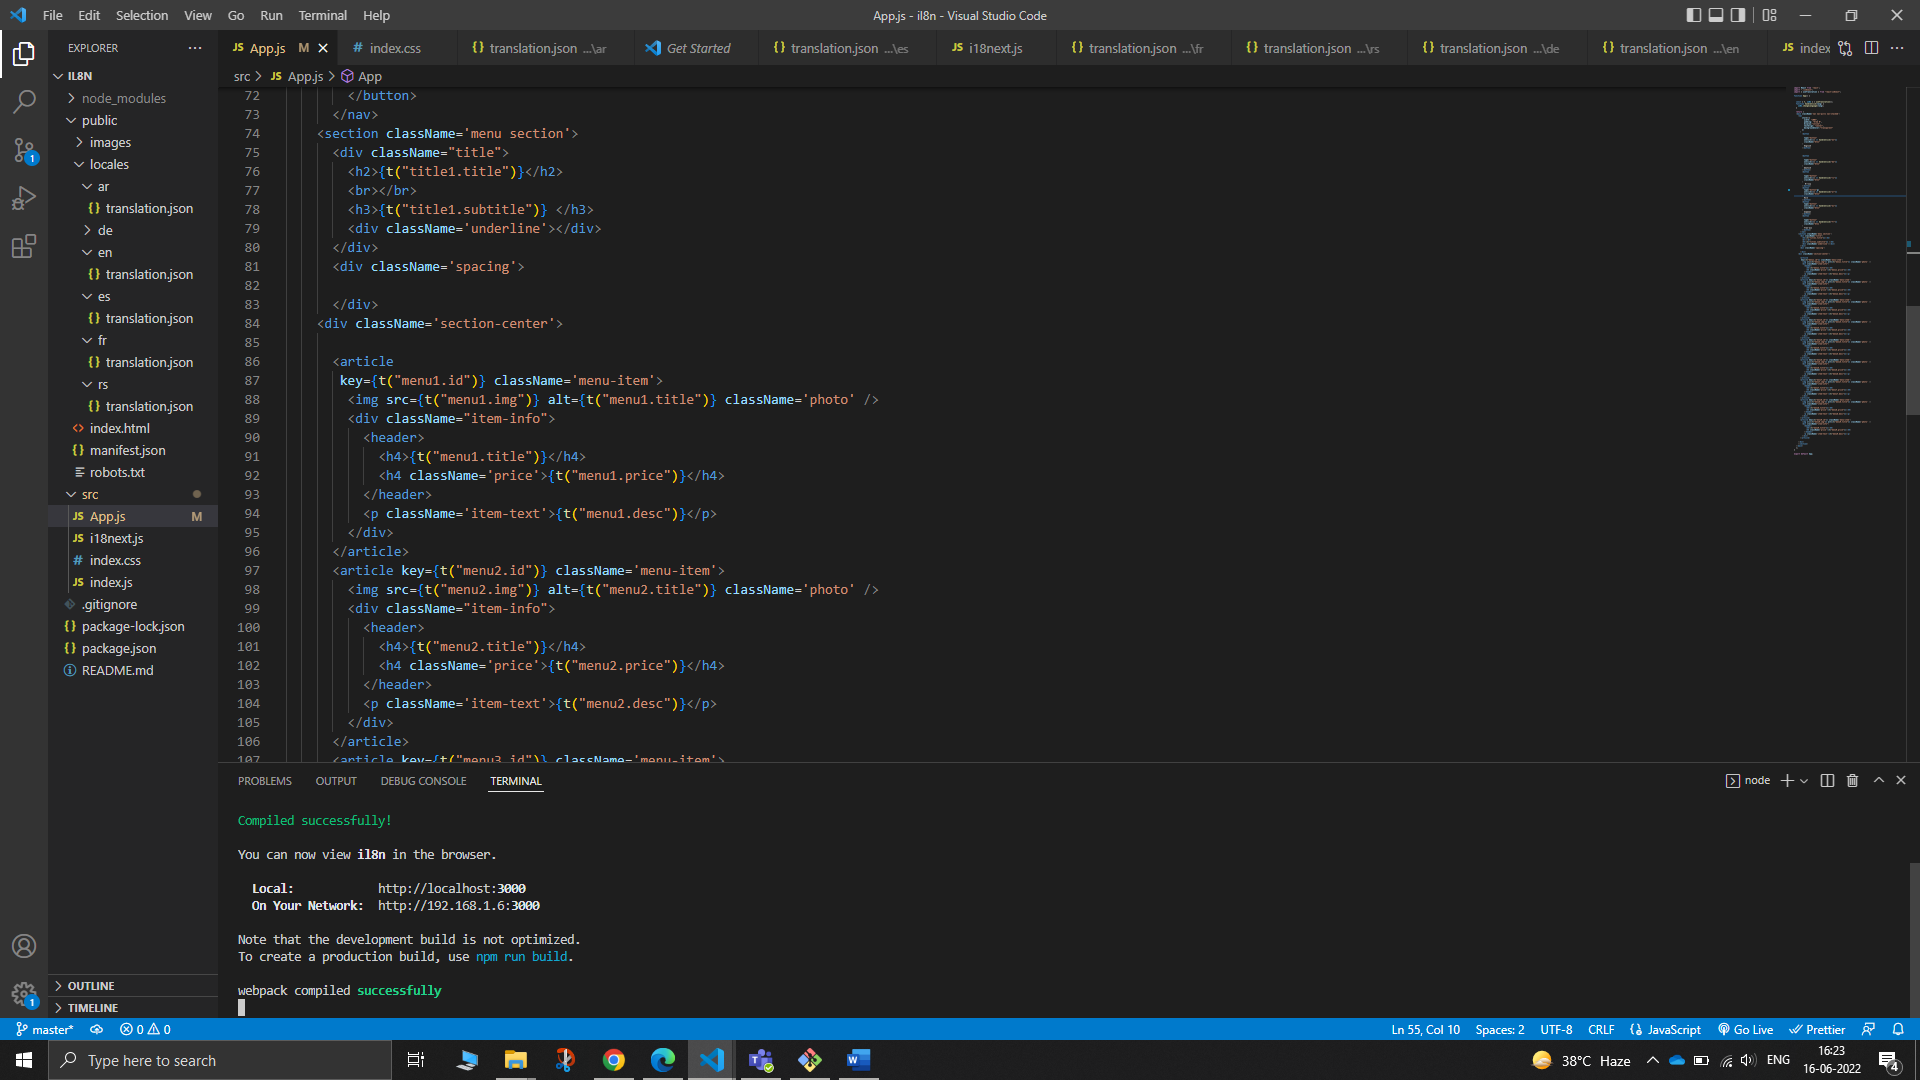 File Edit Selection View Go Run Terminal Help
App.js - il8n - Visual Studio Code
EXPLORER
IL8N
node_modules
public
images
locales
ar
{} translation.json
de
en
{} translation.json
es
{} translation.json
fr
{} translation.json
rs
{} translation.json
<> index.html
{} manifest.json
robots.txt
src
JS App.js M
JS i18next.js
# index.css
JS index.js
.gitignore
{} package-lock.json
{} package.json
README.md
OUTLINE
TIMELINE
JS App.js M
# index.css
{} translation.json ...\ar
Get Started
{} translation.json ...\es
JS i18next.js
{} translation.json ...\fr
{} translation.json ...\rs
{} translation.json ...\de
{} translation.json ...\en
JS index
src > JS App.js > App
72 </button>
73 </nav>
74 <section className='menu section'>
75 <div className="title">
76 <h2>{t("title1.title")}</h2>
77 <br></br>
78 <h3>{t("title1.subtitle")} </h3>
79 <div className='underline'></div>
80 </div>
81 <div className='spacing'>
82
83 </div>
84 <div className='section-center'>
85
86 <article
87 key={t("menu1.id")} className='menu-item'>
88 <img src={t("menu1.img")} alt={t("menu1.title")} className='photo' />
89 <div className="item-info">
90 <header>
91 <h4>{t("menu1.title")}</h4>
92 <h4 className='price'>{t("menu1.price")}</h4>
93 </header>
94 <p className='item-text'>{t("menu1.desc")}</p>
95 </div>
96 </article>
97 <article key={t("menu2.id")} className='menu-item'>
98 <img src={t("menu2.img")} alt={t("menu2.title")} className='photo' />
99 <div className="item-info">
100 <header>
101 <h4>{t("menu2.title")}</h4>
102 <h4 className='price'>{t("menu2.price")}</h4>
103 </header>
104 <p className='item-text'>{t("menu2.desc")}</p>
105 </div>
106 </article>
107 <article key={t("menu3.id")} className='menu-item'>
PROBLEMS OUTPUT DEBUG CONSOLE TERMINAL
node
Compiled successfully!
You can now view il8n in the browser.
Local: http://localhost:3000
On Your Network: http://192.168.1.6:3000
Note that the development build is not optimized.
To create a production build, use npm run build.
webpack compiled successfully
1
1
master* 0 0
Ln 55, Col 10 Spaces: 2 UTF-8 CRLF {} JavaScript Go Live Prettier
Type here to search
38°C Haze
ENG
16:23
16-06-2022
4